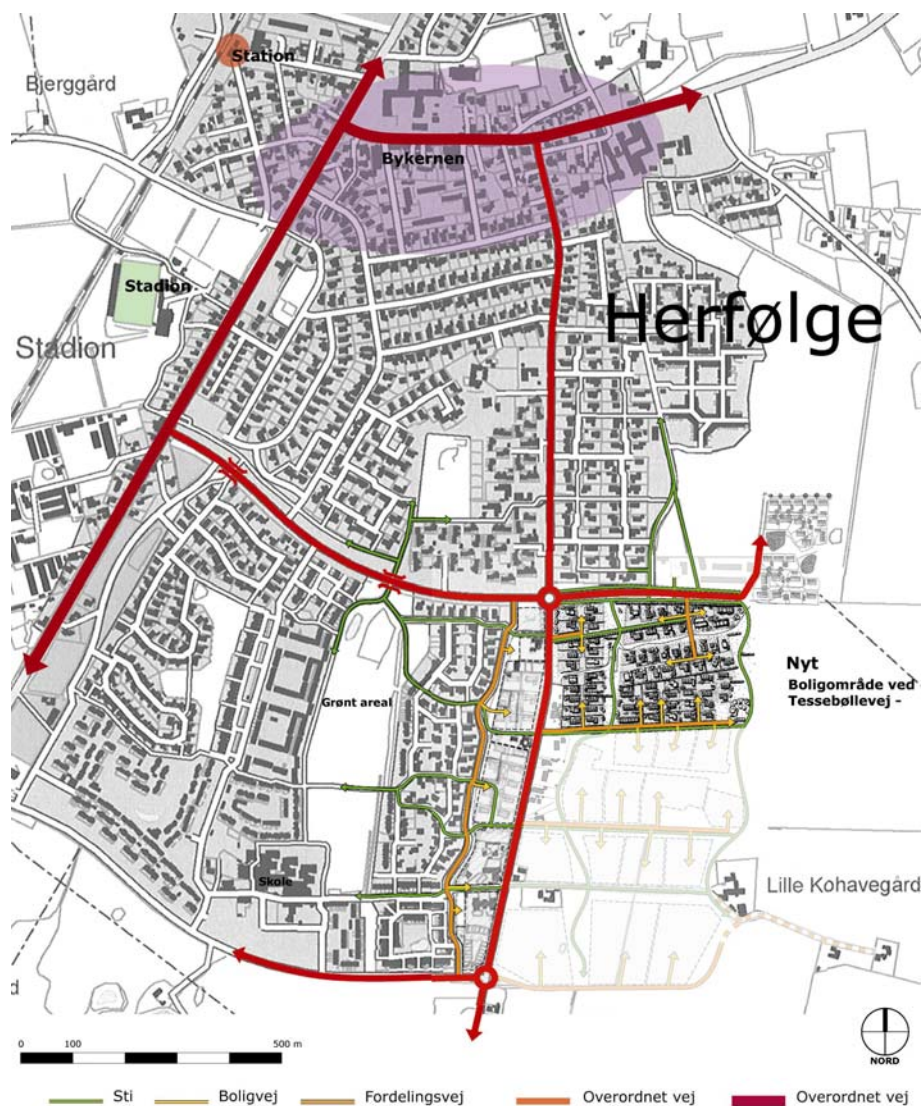 Station
Bjerggård
Bykernen
Herfølge
Stadion
Stadion
Nyt
Boligområde ved
Tessebøllevej -
Grønt areal
Skole
Lille Kohavegård
d
0 100 500 m
NORD
Sti Boligvej Fordelingsvej Overordnet vej Overordnet vej